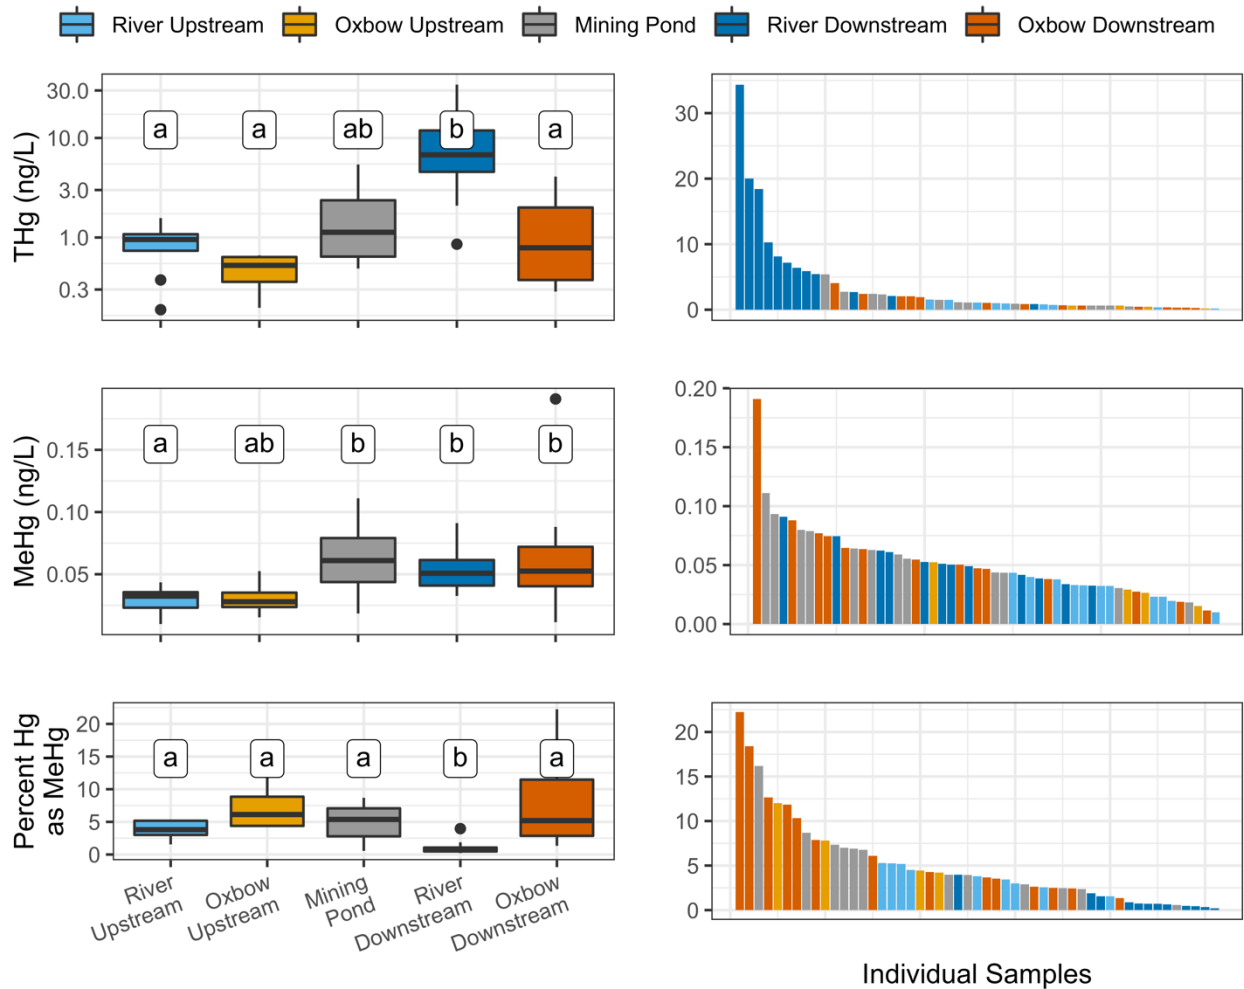 River Upstream Oxbow Upstream Mining Pond River Downstream Oxbow Downstream
THg (ng/L)
30.0
10.0
3.0
1.0
0.3
a a ab b a
30
20
10
0
MeHg (ng/L)
0.15
0.10
0.05
a ab b b b
0.20
0.15
0.10
0.05
0.00
Percent Hg
as MeHg
20
15
10
5
0
a a a b a
River
Upstream
Oxbow
Upstream
Mining
Pond
River
Downstream
Oxbow
Downstream
20
15
10
5
0
Individual Samples